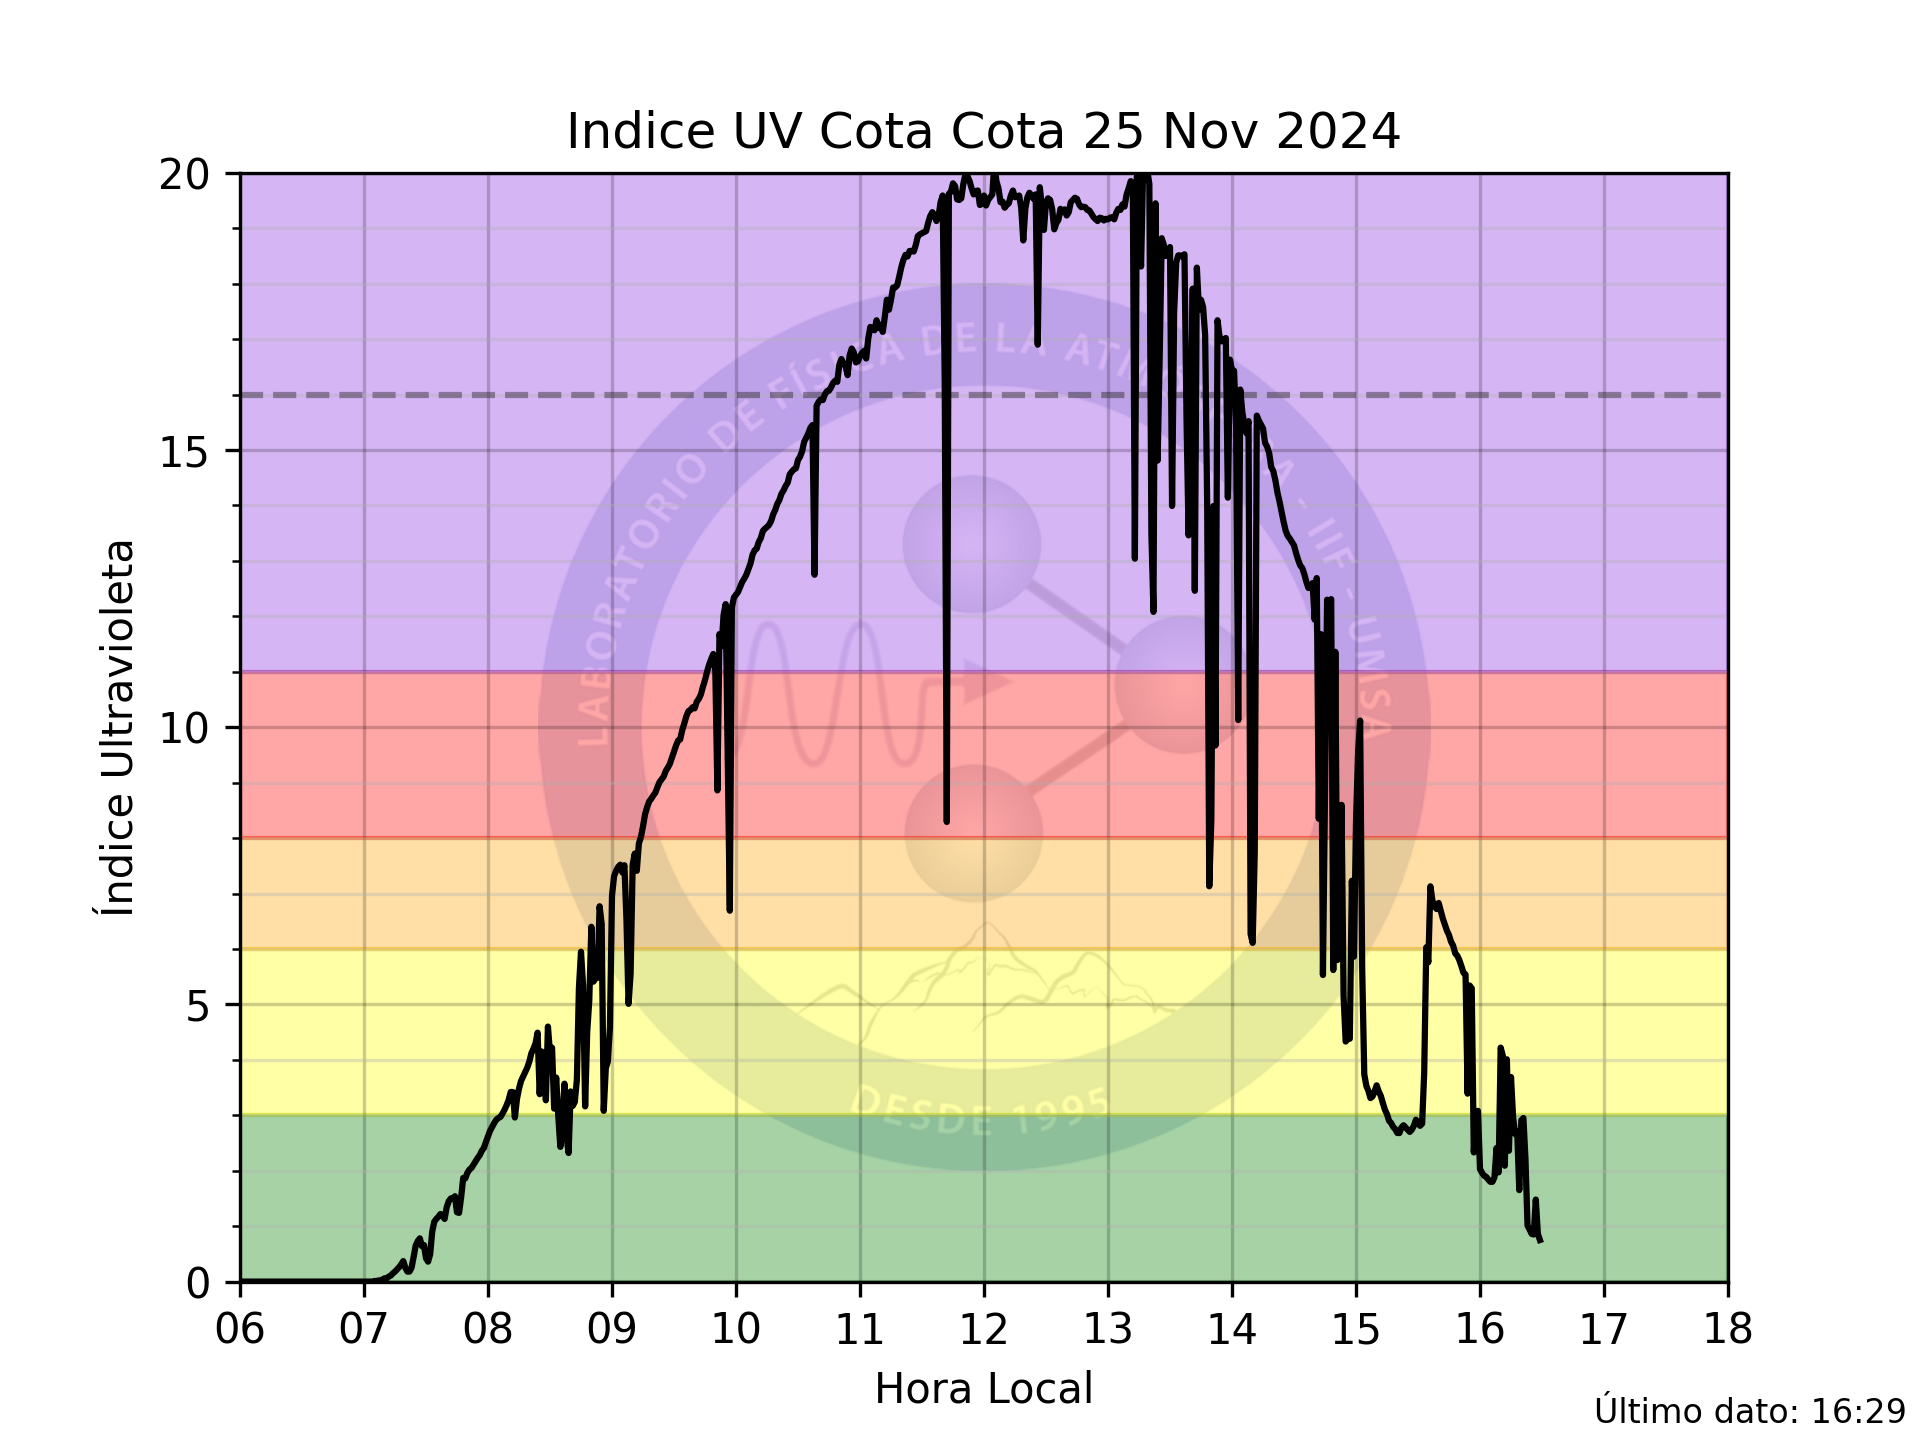 Indice UV Cota Cota 25 Nov 2024
20
15
10
5
0
Índice Ultravioleta
LABORATORIO DE FÍSICA DE LA - IIF - UMSA
DESDE 1995
06 07 08 09 10 11 12 13 14 15 16 17 18
Hora Local
Último dato: 16:29